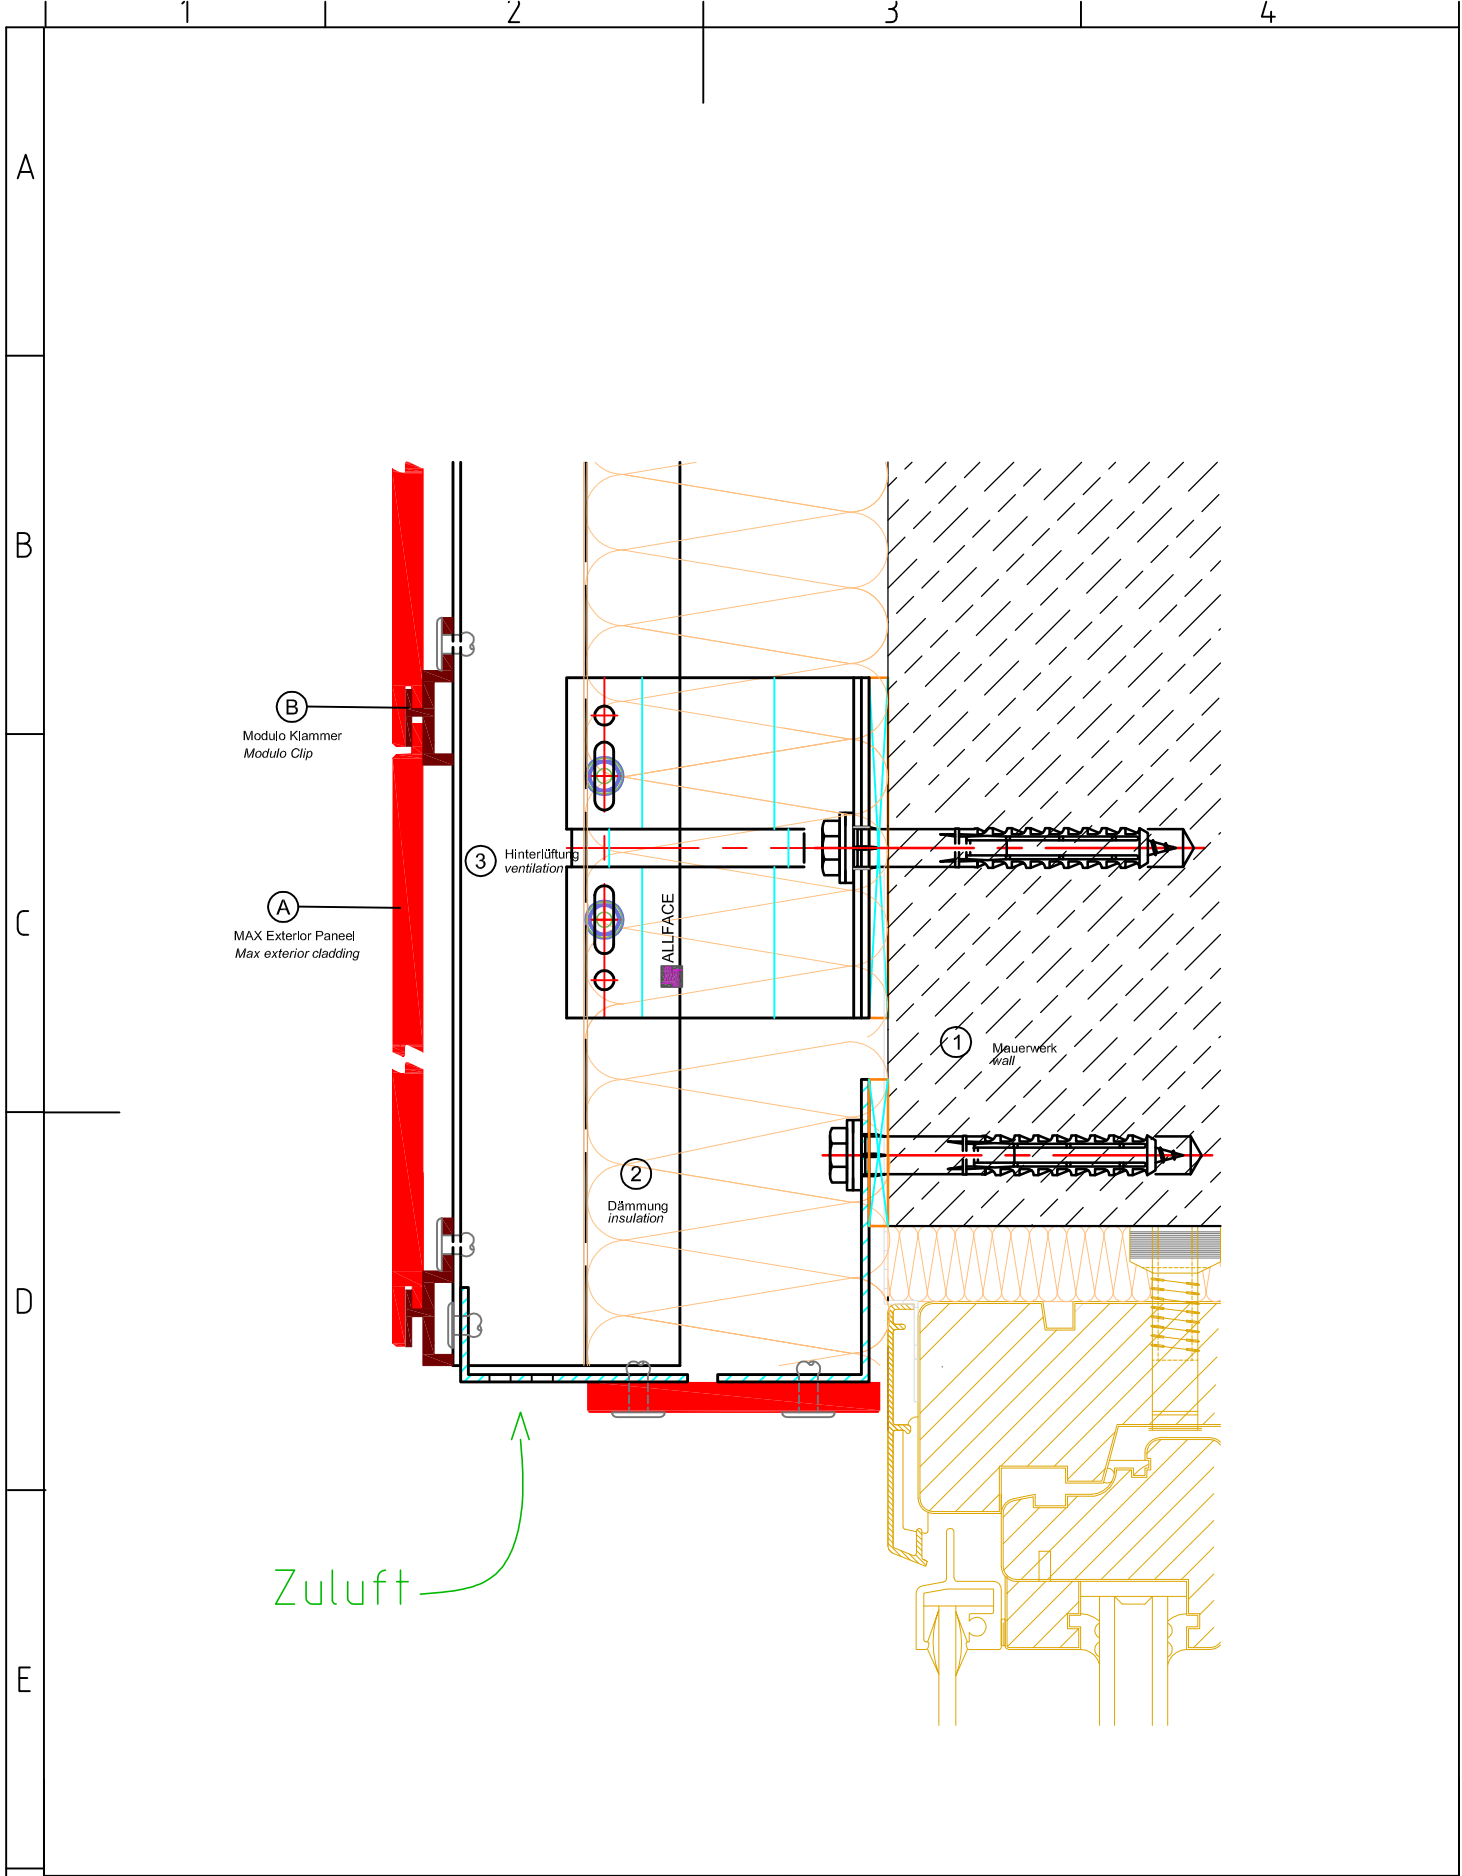 1 2 3 4
A
B
C
D
E
B
Modulo Klammer
Modulo Clip
3 Hinterlüftung
ventilation
A
MAX Exterior Paneel
Max exterior cladding
ALLFACE
1 Mauerwerk
wall
2
Dämmung
insulation
Zuluft